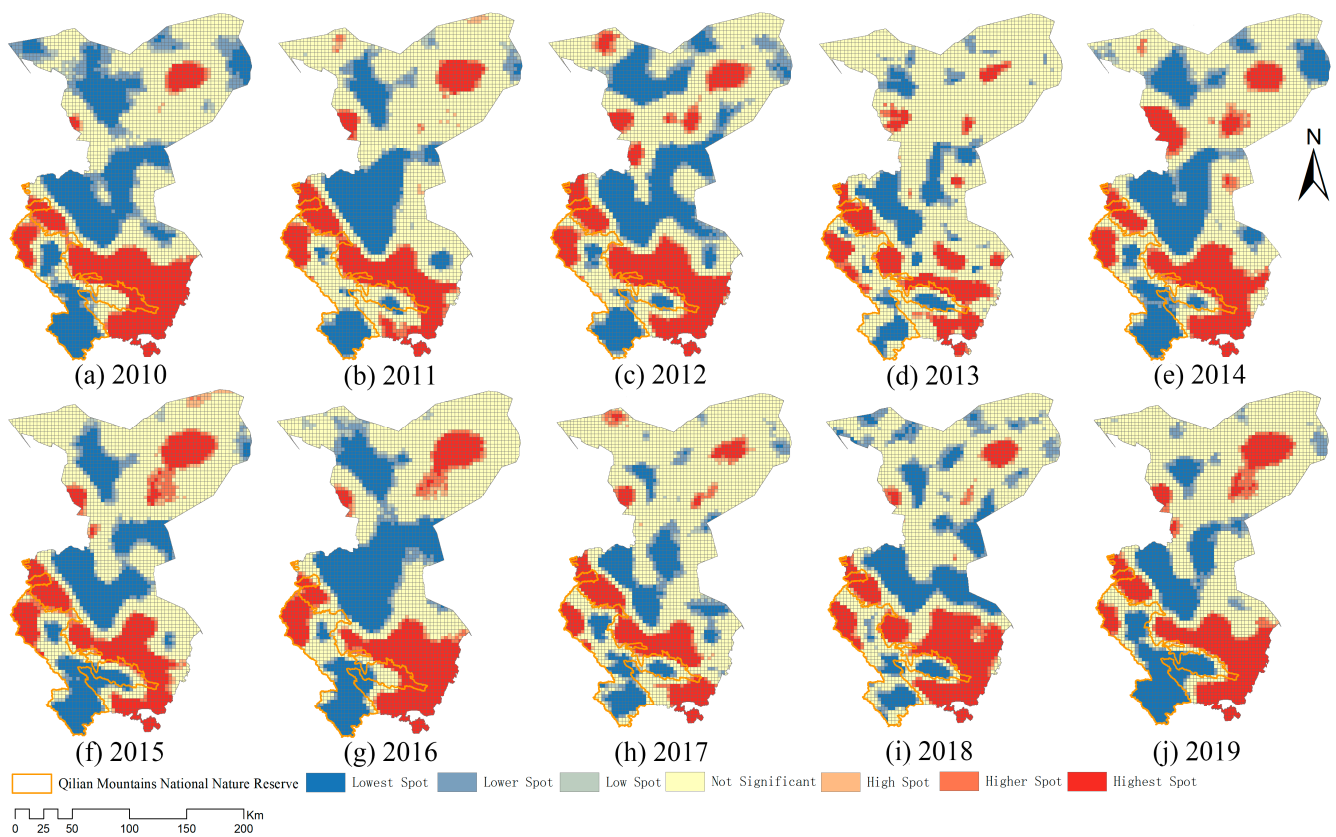 N
(a) 2010
(b) 2011
(c) 2012
(d) 2013
(e) 2014
(f) 2015
(g) 2016
(h) 2017
(i) 2018
(j) 2019
Qilian Mountains National Nature Reserve
Lowest Spot
Lower Spot
Low Spot
Not Significant
High Spot
Higher Spot
Highest Spot
Km
0 25 50 100 150 200